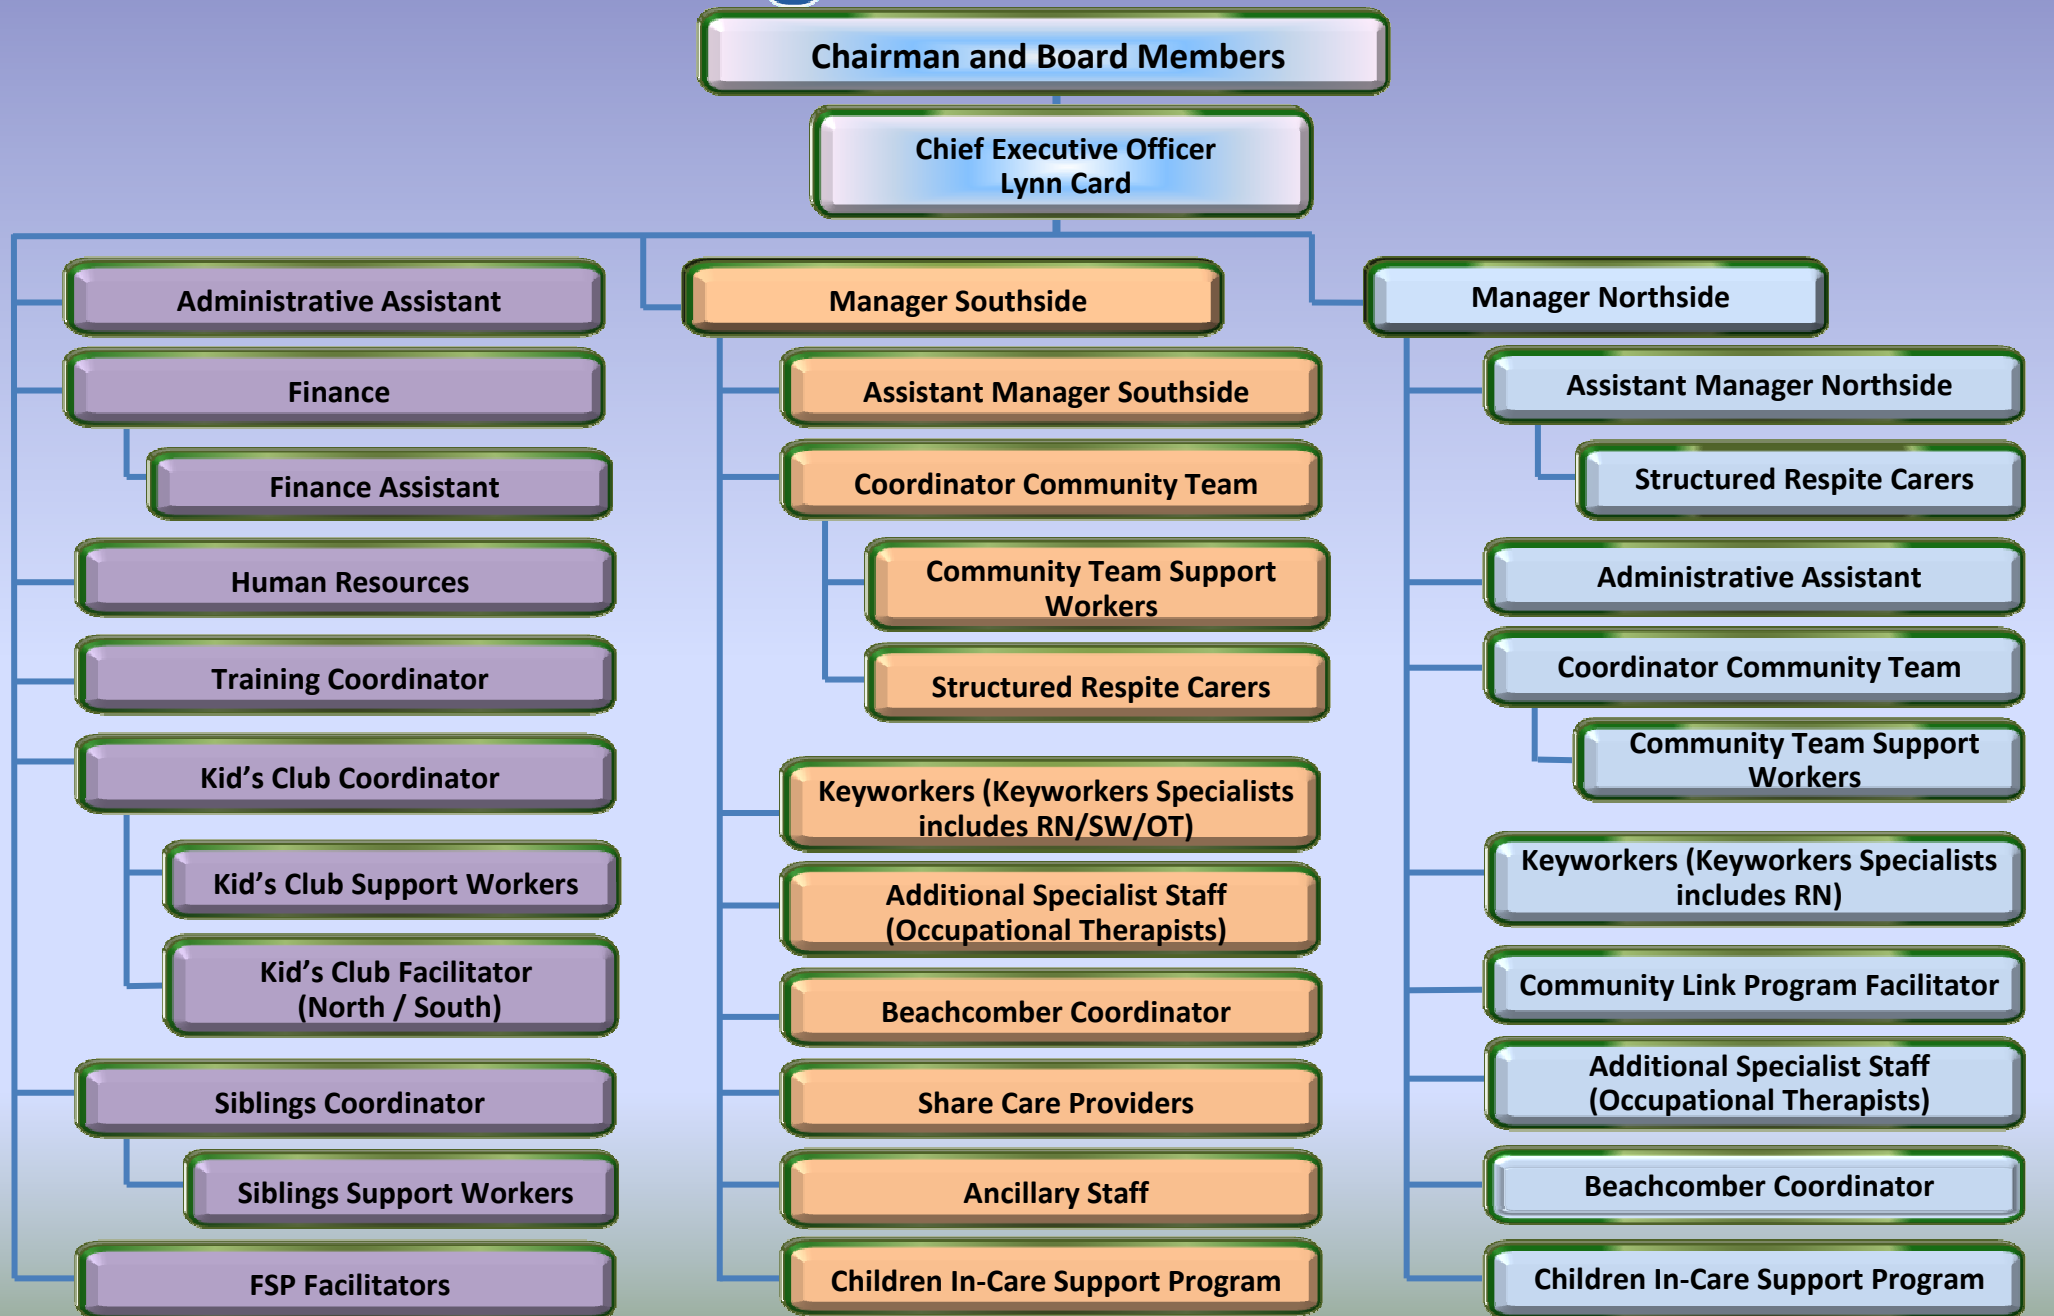 Chairman and Board Members
Chief Executive Officer
Lynn Card
Administrative Assistant
Finance
Finance Assistant
Human Resources
Training Coordinator
Kid’s Club Coordinator
Kid’s Club Support Workers
Kid’s Club Facilitator
(North / South)
Siblings Coordinator
Siblings Support Workers
FSP Facilitators
Manager Southside
Assistant Manager Southside
Coordinator Community Team
Community Team Support
Workers
Structured Respite Carers
Keyworkers (Keyworkers Specialists
includes RN/SW/OT)
Additional Specialist Staff
(Occupational Therapists)
Beachcomber Coordinator
Share Care Providers
Ancillary Staff
Children In-Care Support Program
Manager Northside
Assistant Manager Northside
Structured Respite Carers
Administrative Assistant
Coordinator Community Team
Community Team Support
Workers
Keyworkers (Keyworkers Specialists
includes RN)
Community Link Program Facilitator
Additional Specialist Staff
(Occupational Therapists)
Beachcomber Coordinator
Children In-Care Support Program